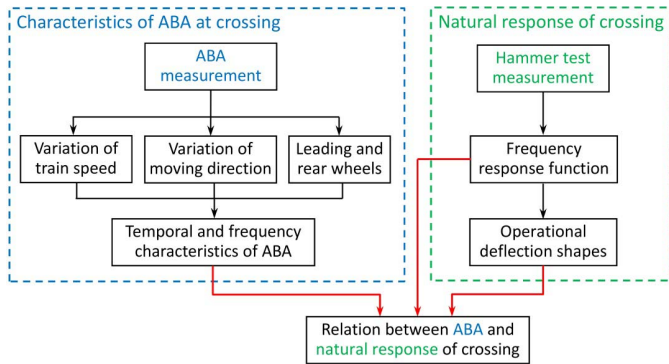 Characteristics of ABA at crossing
ABA
measurement
Variation of
train speed
Variation of
moving direction
Leading and
rear wheels
Temporal and frequency
characteristics of ABA
Natural response of crossing
Hammer test
measurement
Frequency
response function
Operational
deflection shapes
Relation between ABA and
natural response of crossing